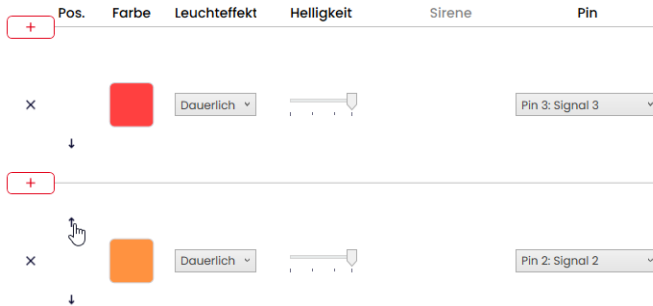 Pos. Farbe Leuchteffekt Helligkeit Sirene Pin
+
× Dauerlich Pin 3: Signal 3
↓
+
↑
× Dauerlich Pin 2: Signal 2
↓